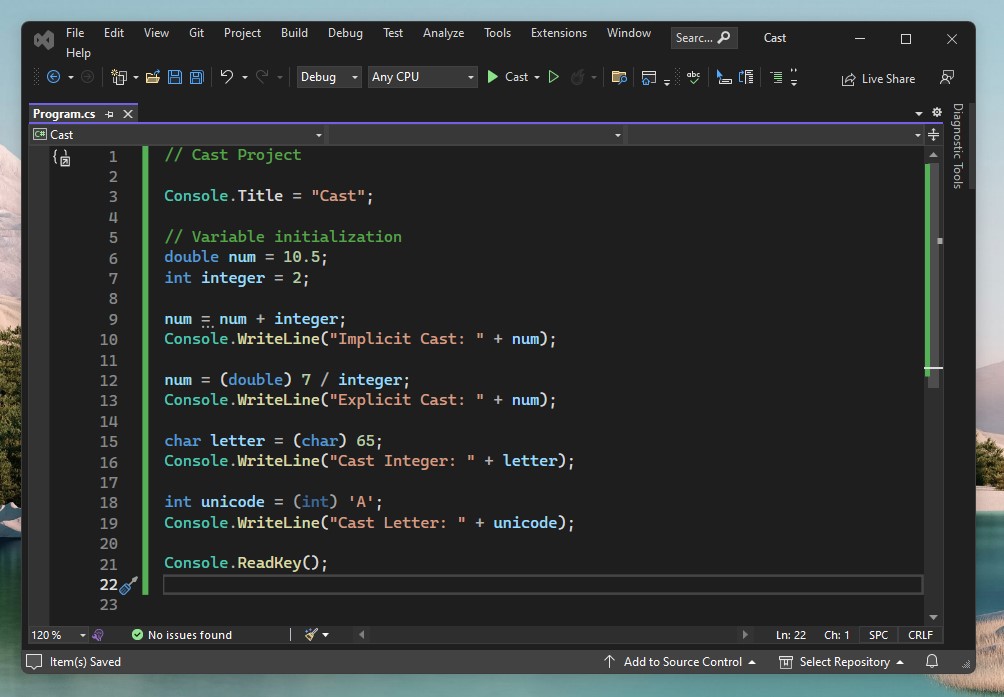 File Edit View Git Project Build Debug Test Analyze Tools Extensions Window Searc... Cast
Help
Debug Any CPU Cast abc Live Share
Program.cs
C# Cast
Diagnostic Tools
1 // Cast Project
2
3 Console.Title = "Cast";
4
5 // Variable initialization
6 double num = 10.5;
7 int integer = 2;
8
9 num = num + integer;
10 Console.WriteLine("Implicit Cast: " + num);
11
12 num = (double) 7 / integer;
13 Console.WriteLine("Explicit Cast: " + num);
14
15 char letter = (char) 65;
16 Console.WriteLine("Cast Integer: " + letter);
17
18 int unicode = (int) 'A';
19 Console.WriteLine("Cast Letter: " + unicode);
20
21 Console.ReadKey();
22
23
120 % No issues found Ln: 22 Ch: 1 SPC CRLF
Item(s) Saved Add to Source Control Select Repository